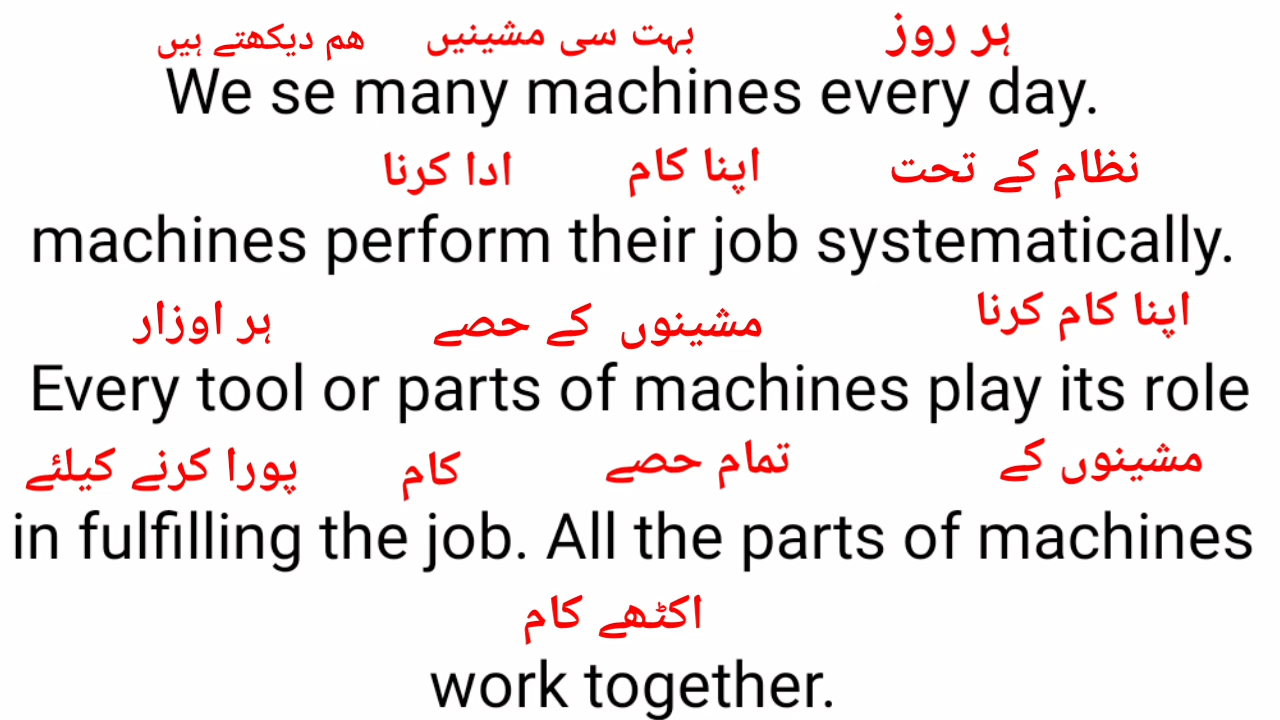 ھم دیکھتے ہیں بہت سی مشینیں ہر روز
We se many machines every day.
ادا کرنا اپنا کام نظام کے تحت
machines perform their job systematically.
ہر اوزار مشینوں کے حصے اپنا کام کرنا
Every tool or parts of machines play its role
پورا کرنے کیلئے کام تمام حصے مشینوں کے
in fulfilling the job. All the parts of machines
اکٹھے کام
work together.